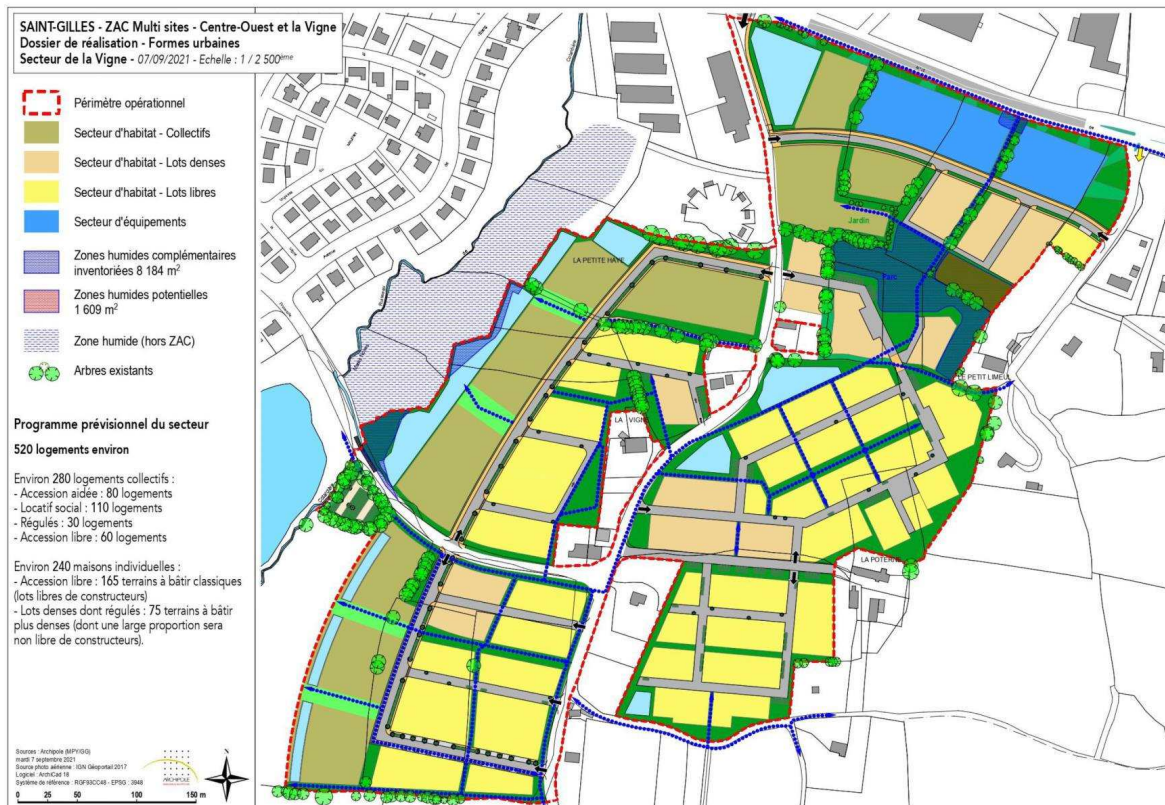 SAINT-GILLES - ZAC Multi sites - Centre-Ouest et la Vigne
Dossier de réalisation - Formes urbaines
Secteur de la Vigne - 07/09/2021 - Echelle : 1 / 2 500ème
Périmètre opérationnel
Secteur d'habitat - Collectifs
Secteur d'habitat - Lots denses
Secteur d'habitat - Lots libres
Secteur d'équipements
Zones humides complémentaires
inventoriées 8 184 m²
Zones humides potentielles
1 609 m²
Zone humide (hors ZAC)
Arbres existants
Programme prévisionnel du secteur
520 logements environ
Environ 280 logements collectifs :
- Accession aidée : 80 logements
- Locatif social : 110 logements
- Régulés : 30 logements
- Accession libre : 60 logements
Environ 240 maisons individuelles :
- Accession libre : 165 terrains à bâtir classiques
(lots libres de constructeurs)
- Lots denses dont régulés : 75 terrains à bâtir
plus denses (dont une large proportion sera
non libre de constructeurs).
Sources : Archipole (MPY/GG)
mardi 7 septembre 2021
Source photo aérienne : IGN Géoportail 2017
Logiciel : ArchiCad 18
Système de référence : RGF93CC48 - EPSG : 3948
ARCHIPOLE
N
0 25 50 100 150 m
Jardin
LA PETITE HAYE
Parc
LE PETIT LIMEUL
LA VIGNE
LA POTERIE